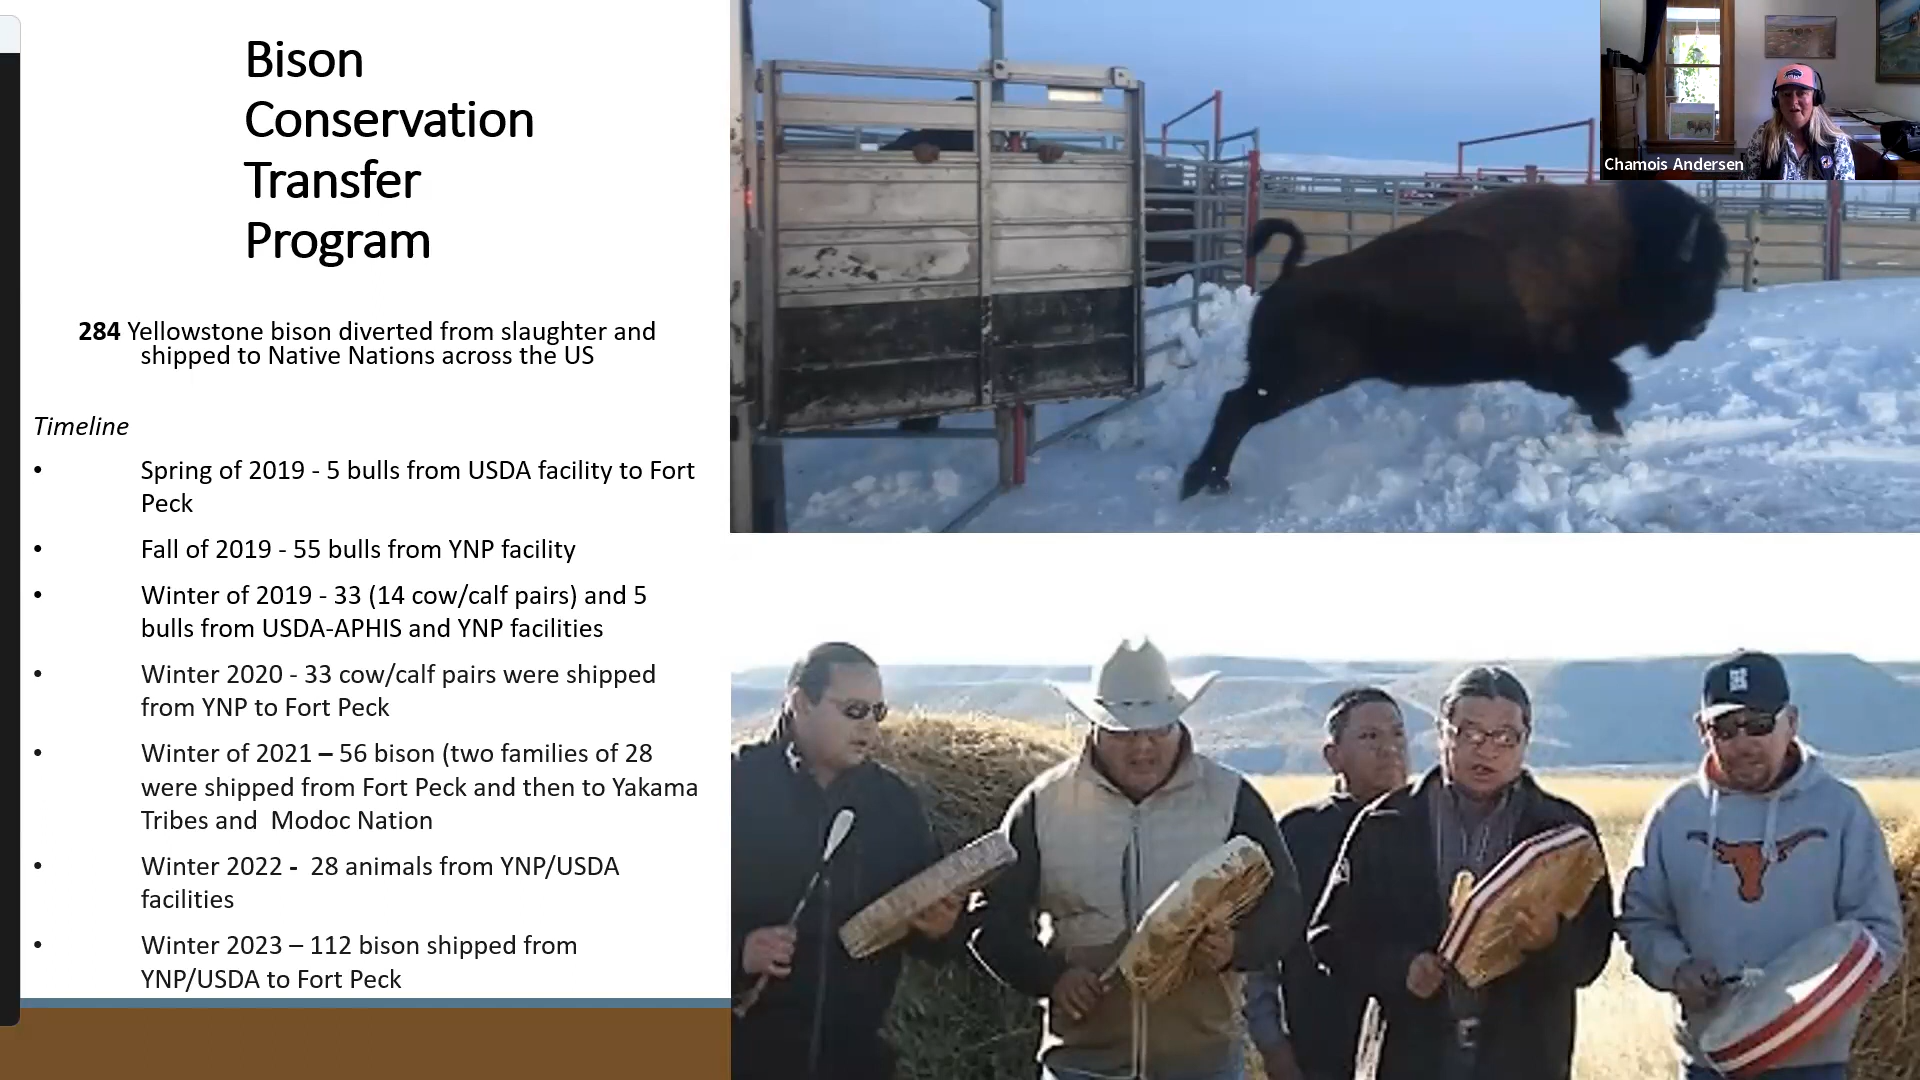 Bison
Conservation
Transfer
Program
284 Yellowstone bison diverted from slaughter and
shipped to Native Nations across the US
Timeline
• Spring of 2019 - 5 bulls from USDA facility to Fort
Peck
• Fall of 2019 - 55 bulls from YNP facility
• Winter of 2019 - 33 (14 cow/calf pairs) and 5
bulls from USDA-APHIS and YNP facilities
• Winter 2020 - 33 cow/calf pairs were shipped
from YNP to Fort Peck
• Winter of 2021 – 56 bison (two families of 28
were shipped from Fort Peck and then to Yakama
Tribes and  Modoc Nation
• Winter 2022 -  28 animals from YNP/USDA
facilities
• Winter 2023 – 112 bison shipped from
YNP/USDA to Fort Peck
Chamois Andersen